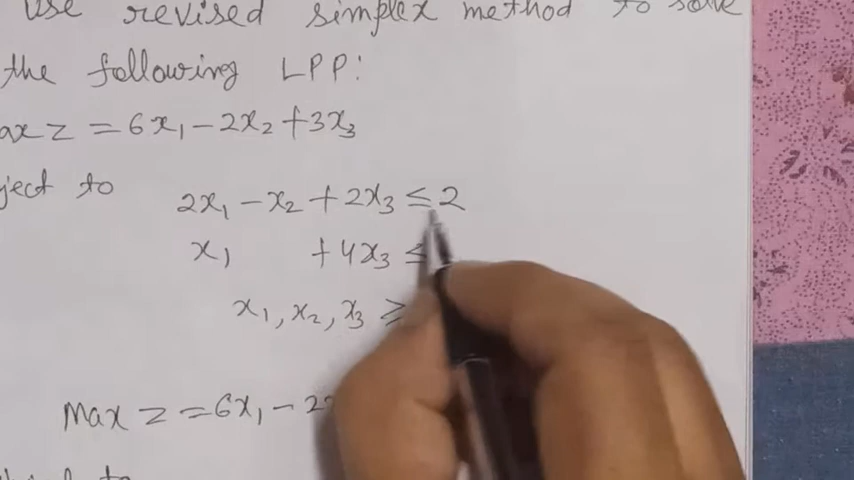 use revised simplex method to solve
the following LPP:
ax z = 6x₁ - 2x₂ + 3x₃
ject to
2x₁ - x₂ + 2x₃ ≤ 2
x₁ + 4x₃ ≤
x₁, x₂, x₃ ≥
Max z = 6x₁ - 2